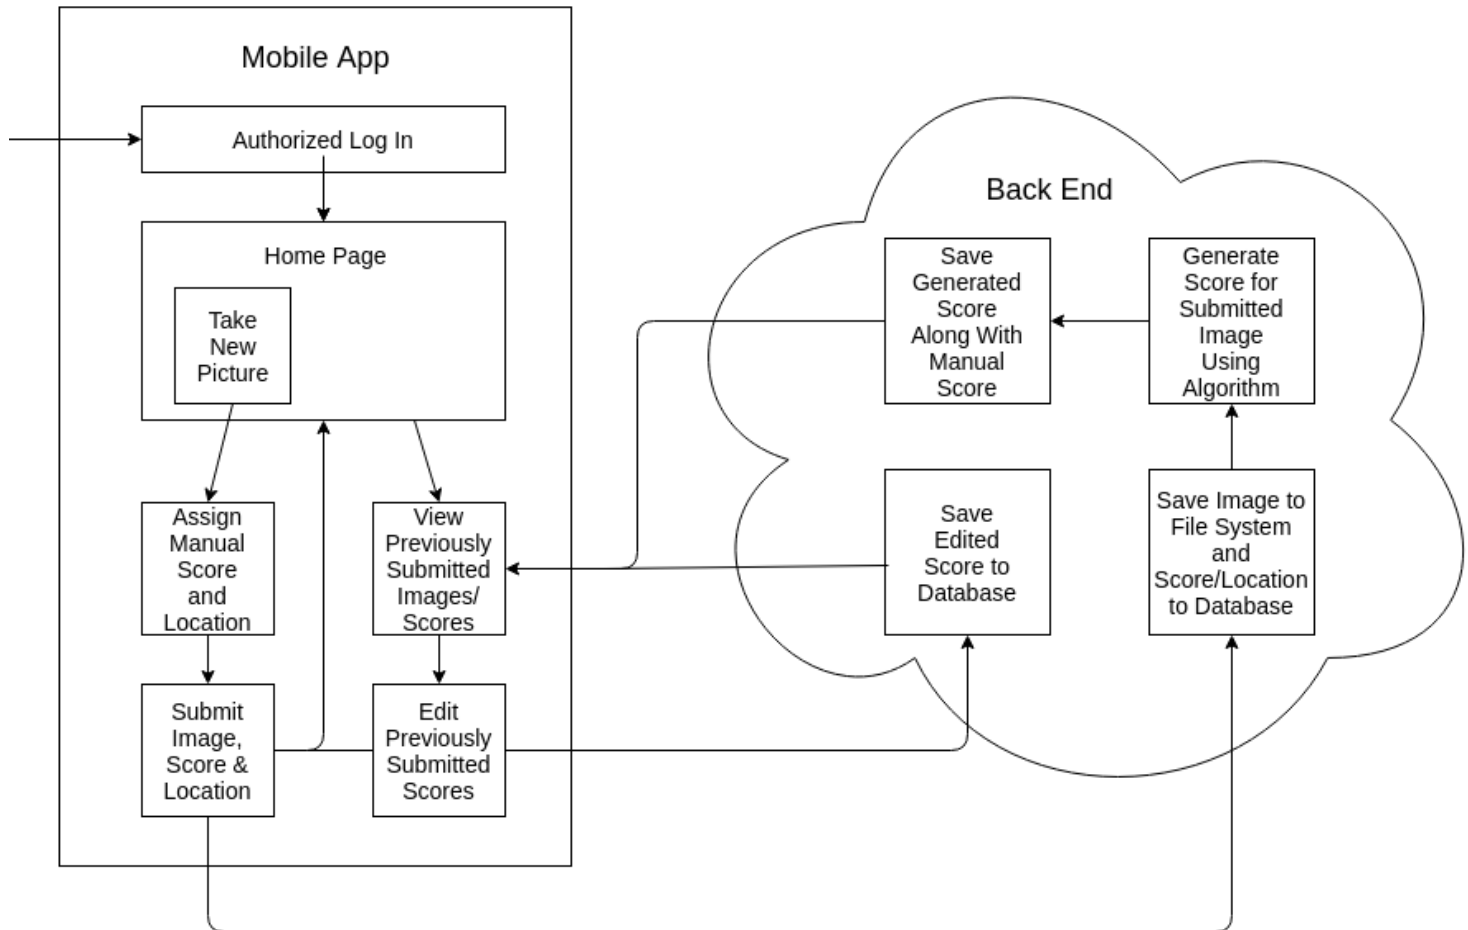 Mobile App
Authorized Log In
Home Page
Take
New
Picture
Assign
Manual
Score
and
Location
View
Previously
Submitted
Images/
Scores
Submit
Image,
Score &
Location
Edit
Previously
Submitted
Scores
Back End
Save
Generated
Score
Along With
Manual
Score
Generate
Score for
Submitted
Image
Using
Algorithm
Save
Edited
Score to
Database
Save Image to
File System
and
Score/Location
to Database